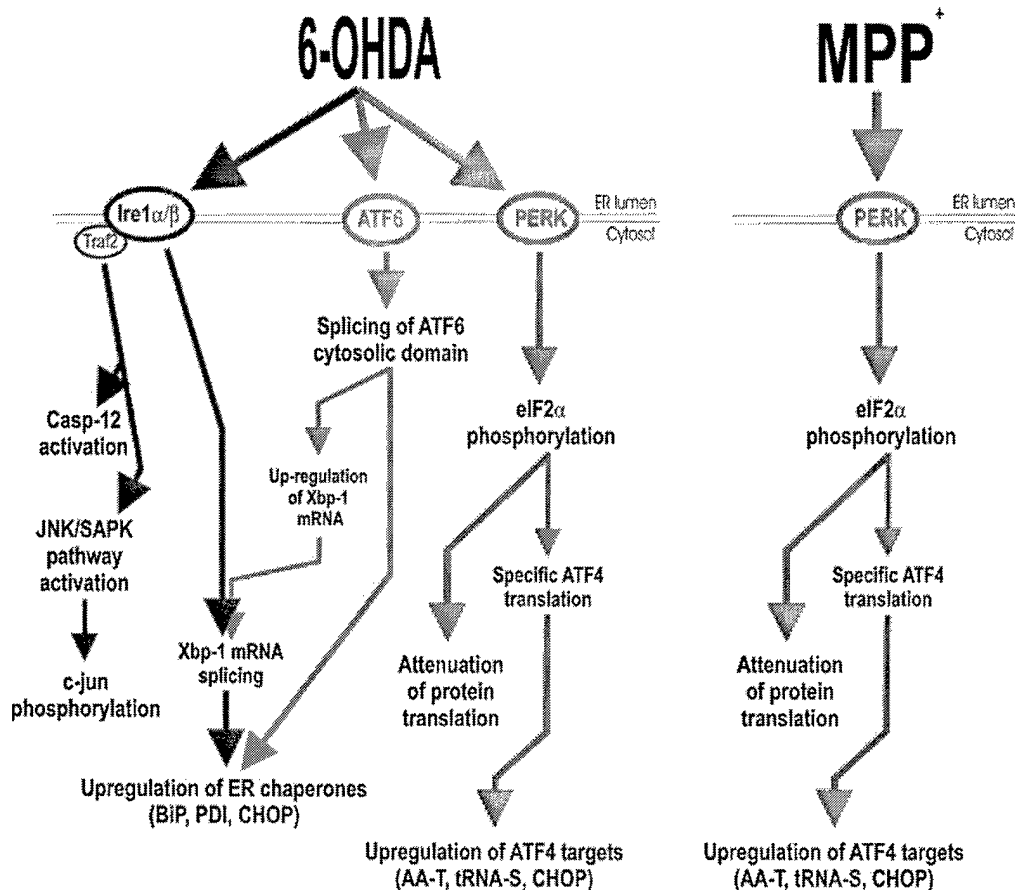 6-OHDA
MPP+
Ire1α/β
Traf2
ATF6
PERK
ER lumen
Cytosol
PERK
ER lumen
Cytosol
Splicing of ATF6
cytosolic domain
Casp-12
activation
eIF2α
phosphorylation
eIF2α
phosphorylation
Up-regulation
of Xbp-1
mRNA
JNK/SAPK
pathway
activation
Specific ATF4
translation
Specific ATF4
translation
Xbp-1 mRNA
splicing
c-jun
phosphorylation
Attenuation
of protein
translation
Attenuation
of protein
translation
Upregulation of ER chaperones
(BiP, PDI, CHOP)
Upregulation of ATF4 targets
(AA-T, tRNA-S, CHOP)
Upregulation of ATF4 targets
(AA-T, tRNA-S, CHOP)